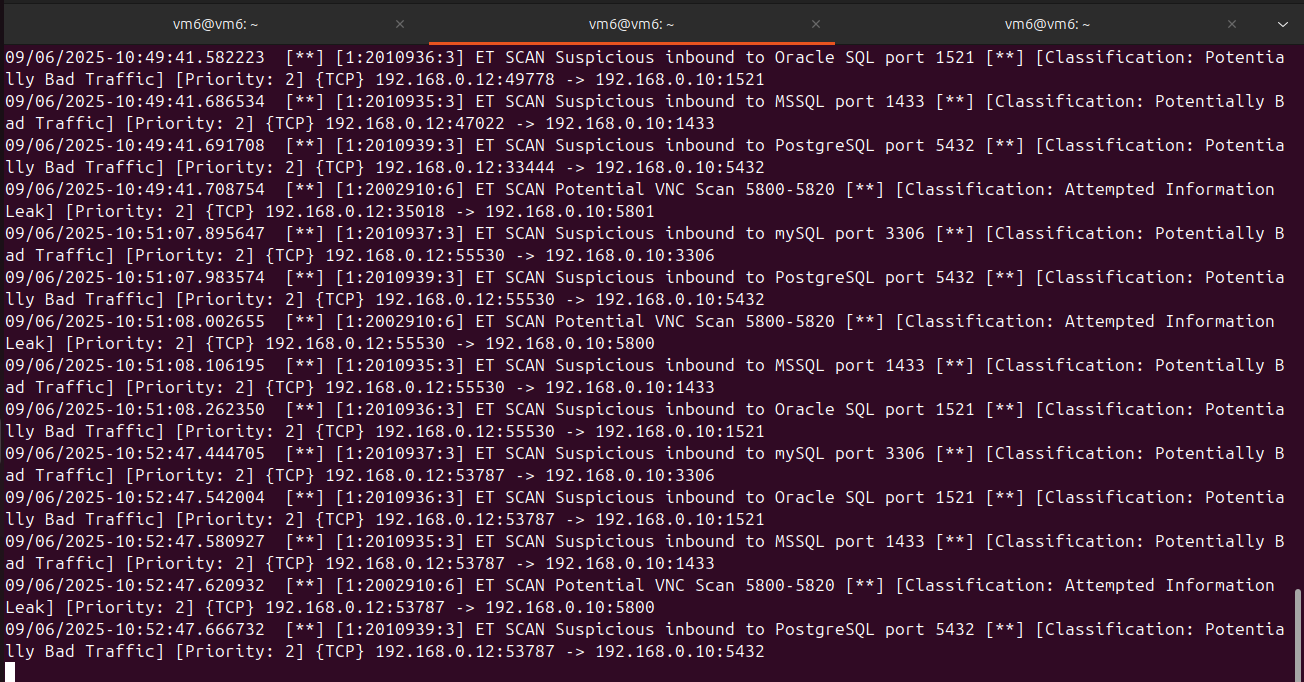 vm6@vm6: ~ × vm6@vm6: ~ × vm6@vm6: ~ ×
09/06/2025-10:49:41.582223  [**] [1:2010936:3] ET SCAN Suspicious inbound to Oracle SQL port 1521 [**] [Classification: Potentia
lly Bad Traffic] [Priority: 2] {TCP} 192.168.0.12:49778 -> 192.168.0.10:1521
09/06/2025-10:49:41.686534  [**] [1:2010935:3] ET SCAN Suspicious inbound to MSSQL port 1433 [**] [Classification: Potentially B
ad Traffic] [Priority: 2] {TCP} 192.168.0.12:47022 -> 192.168.0.10:1433
09/06/2025-10:49:41.691708  [**] [1:2010939:3] ET SCAN Suspicious inbound to PostgreSQL port 5432 [**] [Classification: Potentia
lly Bad Traffic] [Priority: 2] {TCP} 192.168.0.12:33444 -> 192.168.0.10:5432
09/06/2025-10:49:41.708754  [**] [1:2002910:6] ET SCAN Potential VNC Scan 5800-5820 [**] [Classification: Attempted Information
Leak] [Priority: 2] {TCP} 192.168.0.12:35018 -> 192.168.0.10:5801
09/06/2025-10:51:07.895647  [**] [1:2010937:3] ET SCAN Suspicious inbound to mySQL port 3306 [**] [Classification: Potentially B
ad Traffic] [Priority: 2] {TCP} 192.168.0.12:55530 -> 192.168.0.10:3306
09/06/2025-10:51:07.983574  [**] [1:2010939:3] ET SCAN Suspicious inbound to PostgreSQL port 5432 [**] [Classification: Potentia
lly Bad Traffic] [Priority: 2] {TCP} 192.168.0.12:55530 -> 192.168.0.10:5432
09/06/2025-10:51:08.002655  [**] [1:2002910:6] ET SCAN Potential VNC Scan 5800-5820 [**] [Classification: Attempted Information
Leak] [Priority: 2] {TCP} 192.168.0.12:55530 -> 192.168.0.10:5800
09/06/2025-10:51:08.106195  [**] [1:2010935:3] ET SCAN Suspicious inbound to MSSQL port 1433 [**] [Classification: Potentially B
ad Traffic] [Priority: 2] {TCP} 192.168.0.12:55530 -> 192.168.0.10:1433
09/06/2025-10:51:08.262350  [**] [1:2010936:3] ET SCAN Suspicious inbound to Oracle SQL port 1521 [**] [Classification: Potentia
lly Bad Traffic] [Priority: 2] {TCP} 192.168.0.12:55530 -> 192.168.0.10:1521
09/06/2025-10:52:47.444705  [**] [1:2010937:3] ET SCAN Suspicious inbound to mySQL port 3306 [**] [Classification: Potentially B
ad Traffic] [Priority: 2] {TCP} 192.168.0.12:53787 -> 192.168.0.10:3306
09/06/2025-10:52:47.542004  [**] [1:2010936:3] ET SCAN Suspicious inbound to Oracle SQL port 1521 [**] [Classification: Potentia
lly Bad Traffic] [Priority: 2] {TCP} 192.168.0.12:53787 -> 192.168.0.10:1521
09/06/2025-10:52:47.580927  [**] [1:2010935:3] ET SCAN Suspicious inbound to MSSQL port 1433 [**] [Classification: Potentially B
ad Traffic] [Priority: 2] {TCP} 192.168.0.12:53787 -> 192.168.0.10:1433
09/06/2025-10:52:47.620932  [**] [1:2002910:6] ET SCAN Potential VNC Scan 5800-5820 [**] [Classification: Attempted Information
Leak] [Priority: 2] {TCP} 192.168.0.12:53787 -> 192.168.0.10:5800
09/06/2025-10:52:47.666732  [**] [1:2010939:3] ET SCAN Suspicious inbound to PostgreSQL port 5432 [**] [Classification: Potentia
lly Bad Traffic] [Priority: 2] {TCP} 192.168.0.12:53787 -> 192.168.0.10:5432